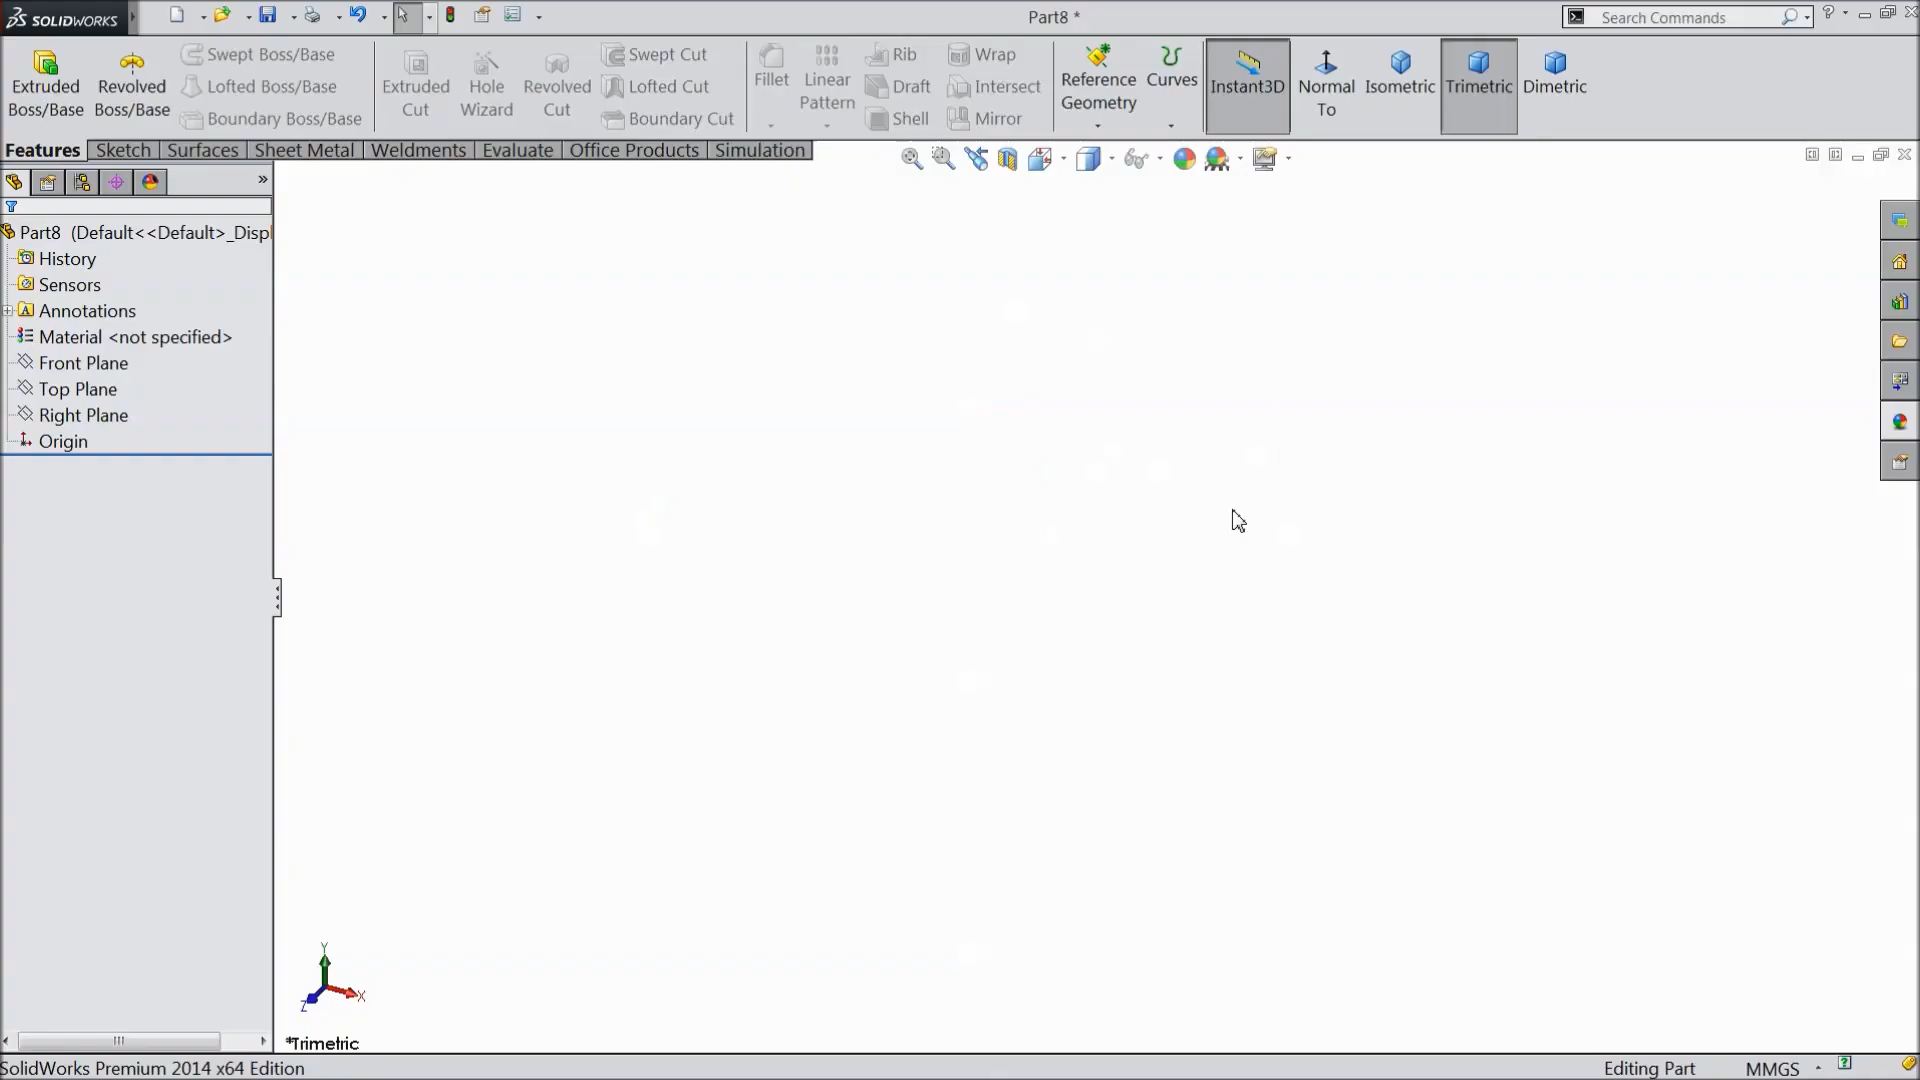 SOLIDWORKS
Part8 *
Search Commands
Extruded Boss/Base
Revolved Boss/Base
Swept Boss/Base
Lofted Boss/Base
Boundary Boss/Base
Extruded Cut
Hole Wizard
Revolved Cut
Swept Cut
Lofted Cut
Boundary Cut
Fillet
Linear Pattern
Rib
Draft
Shell
Wrap
Intersect
Mirror
Reference Geometry
Curves
Instant3D
Normal To
Isometric
Trimetric
Dimetric
Features
Sketch
Surfaces
Sheet Metal
Weldments
Evaluate
Office Products
Simulation
Part8 (Default<<Default>_Displ
History
Sensors
Annotations
Material <not specified>
Front Plane
Top Plane
Right Plane
Origin
Y
X
Z
*Trimetric
SolidWorks Premium 2014 x64 Edition
Editing Part
MMGS